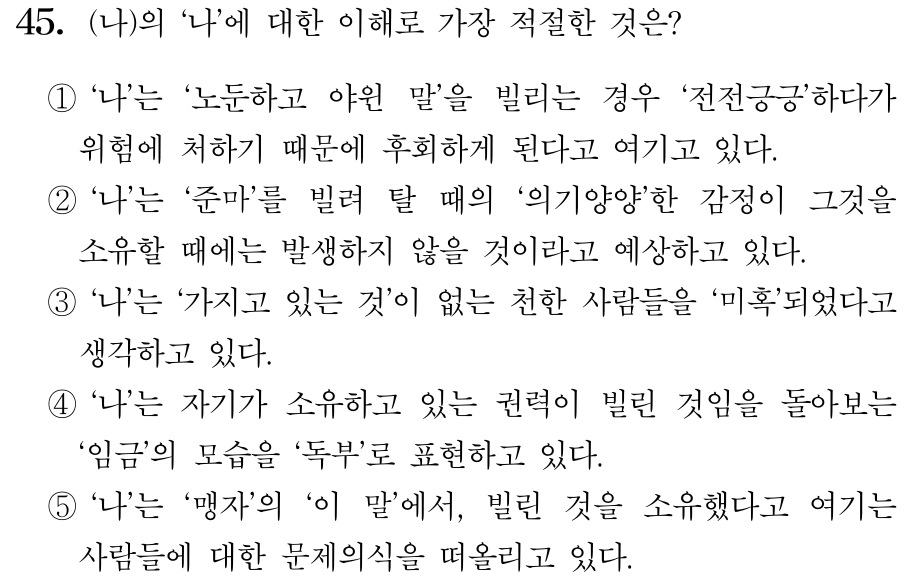 45. (나)의 ‘나’에 대한 이해로 가장 적절한 것은?
① ‘나’는 ‘노둔하고 야윈 말’을 빌리는 경우 ‘전전긍긍’하다가
위험에 처하기 때문에 후회하게 된다고 여기고 있다.
② ‘나’는 ‘준마’를 빌려 탈 때의 ‘의기양양’한 감정이 그것을
소유할 때에는 발생하지 않을 것이라고 예상하고 있다.
③ ‘나’는 ‘가지고 있는 것’이 없는 천한 사람들을 ‘미혹’되었다고
생각하고 있다.
④ ‘나’는 자기가 소유하고 있는 권력이 빌린 것임을 돌아보는
‘임금’의 모습을 ‘독부’로 표현하고 있다.
⑤ ‘나’는 ‘맹자’의 ‘이 말’에서, 빌린 것을 소유했다고 여기는
사람들에 대한 문제의식을 떠올리고 있다.